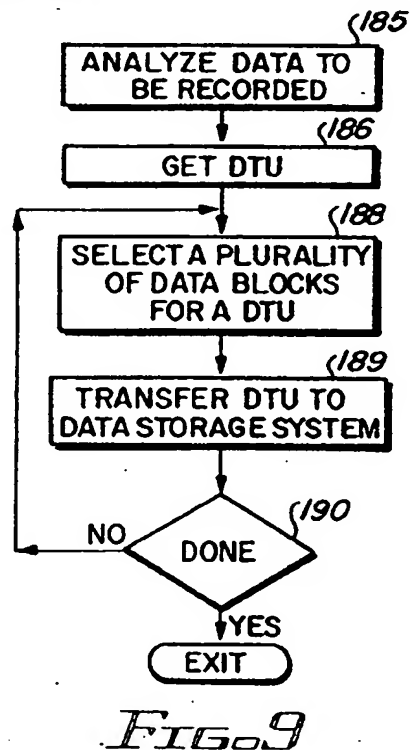 185
ANALYZE DATA TO
BE RECORDED
186
GET DTU
188
SELECT A PLURALITY
OF DATA BLOCKS
FOR A DTU
189
TRANSFER DTU TO
DATA STORAGE SYSTEM
190
NO
DONE
YES
EXIT
FIG. 9